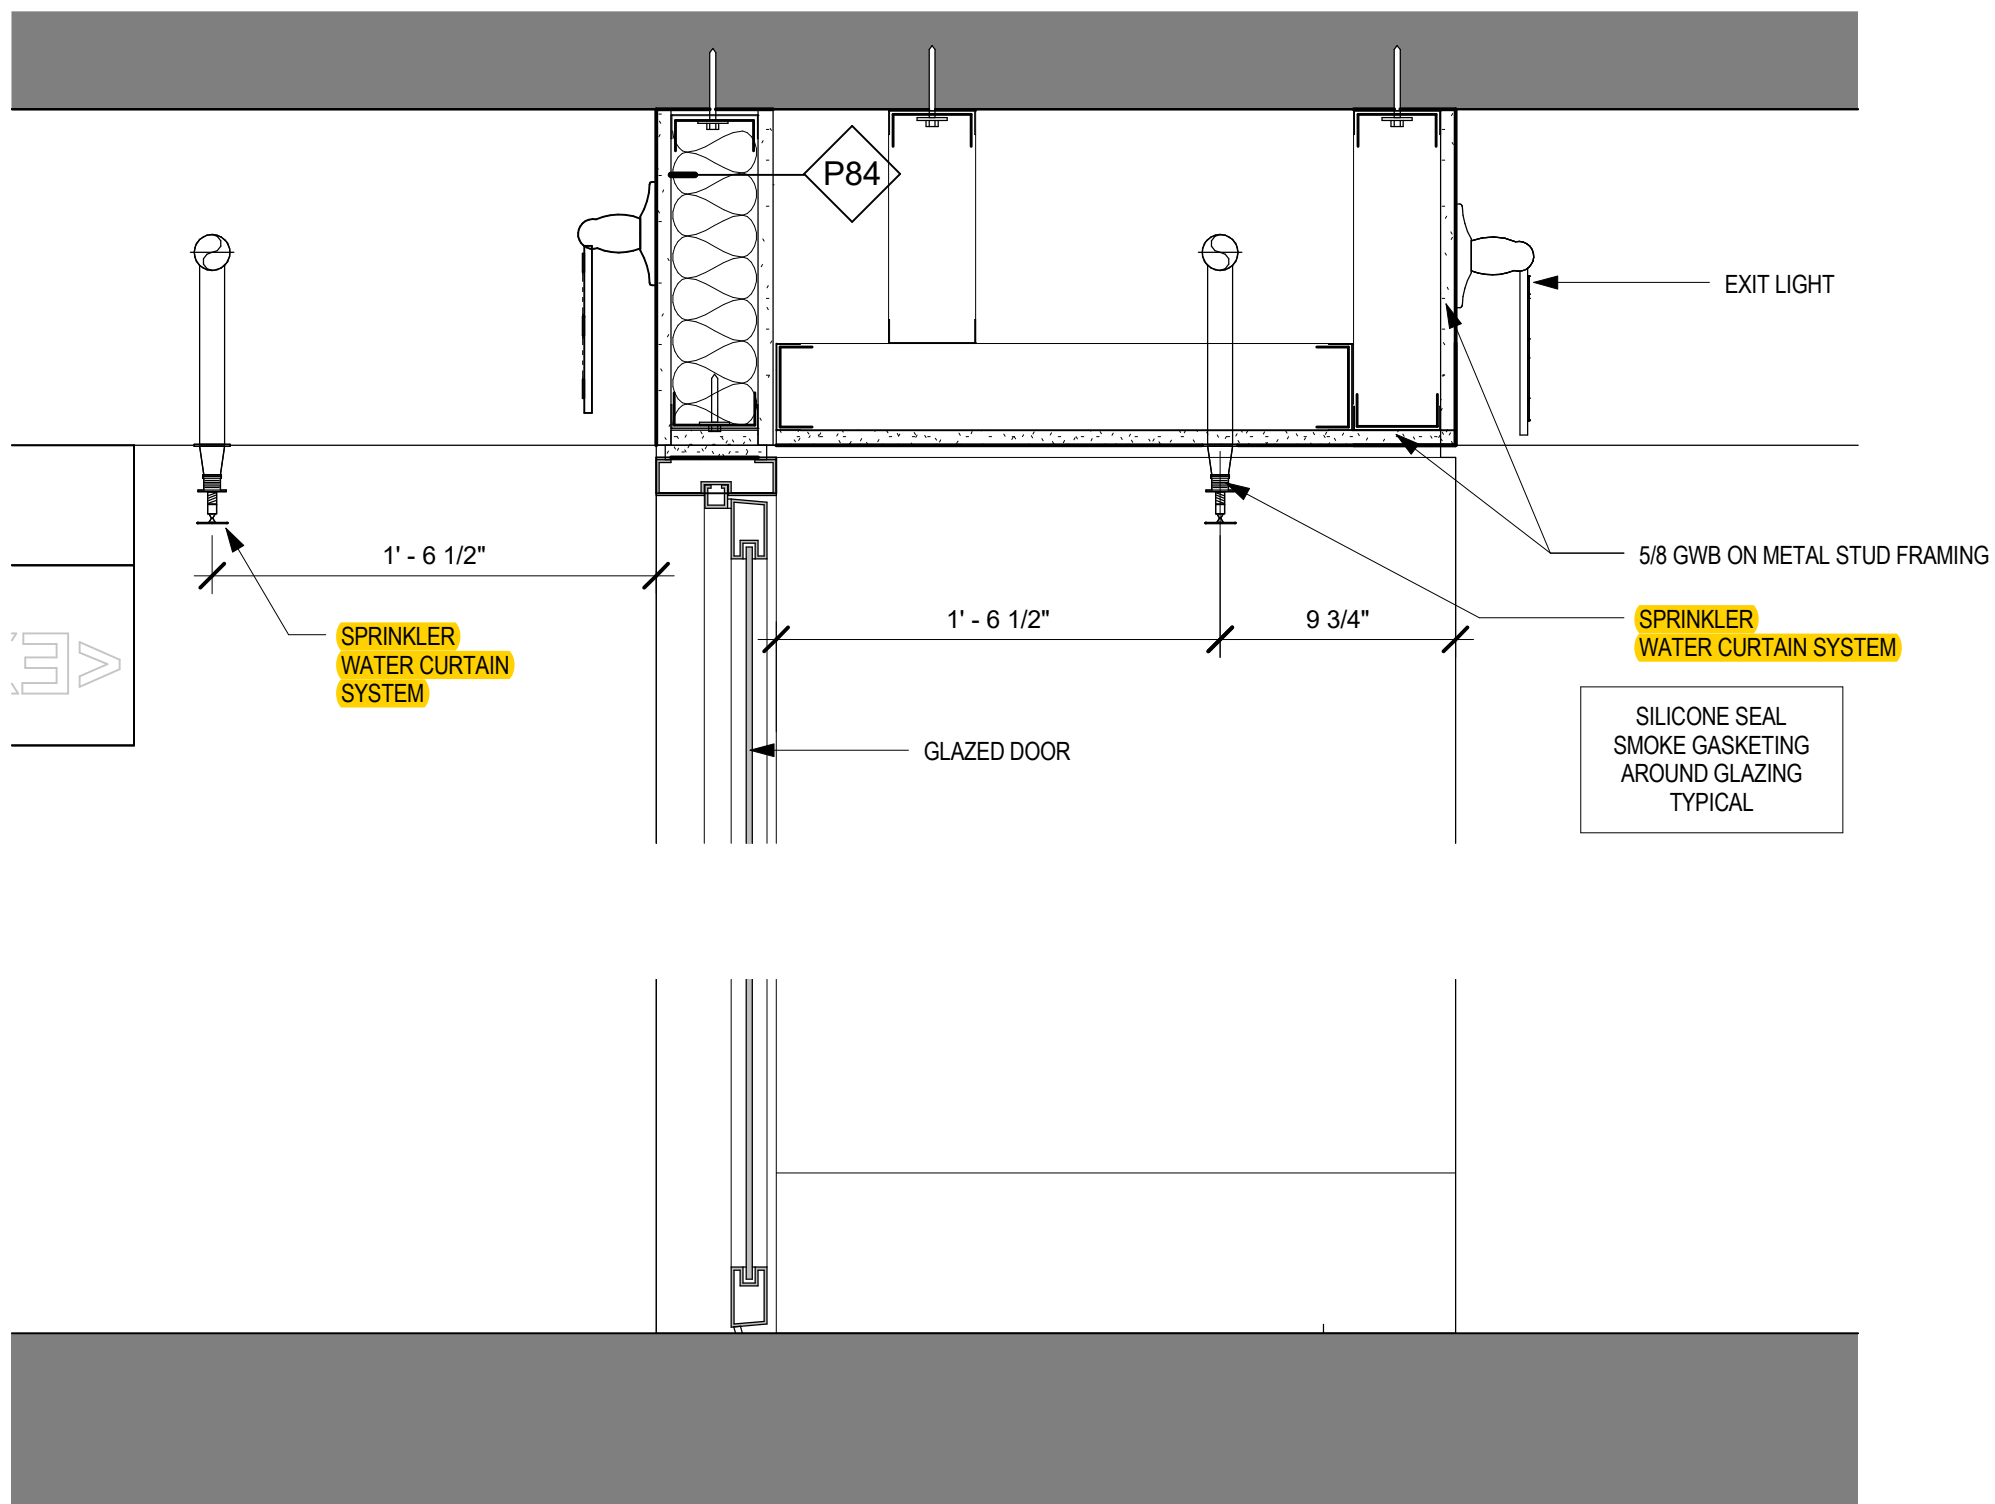 P84
EXIT LIGHT
1' - 6 1/2"
5/8 GWB ON METAL STUD FRAMING
1' - 6 1/2"
9 3/4"
SPRINKLER
WATER CURTAIN
SYSTEM
SPRINKLER
WATER CURTAIN SYSTEM
GLAZED DOOR
SILICONE SEAL
SMOKE GASKETING
AROUND GLAZING
TYPICAL